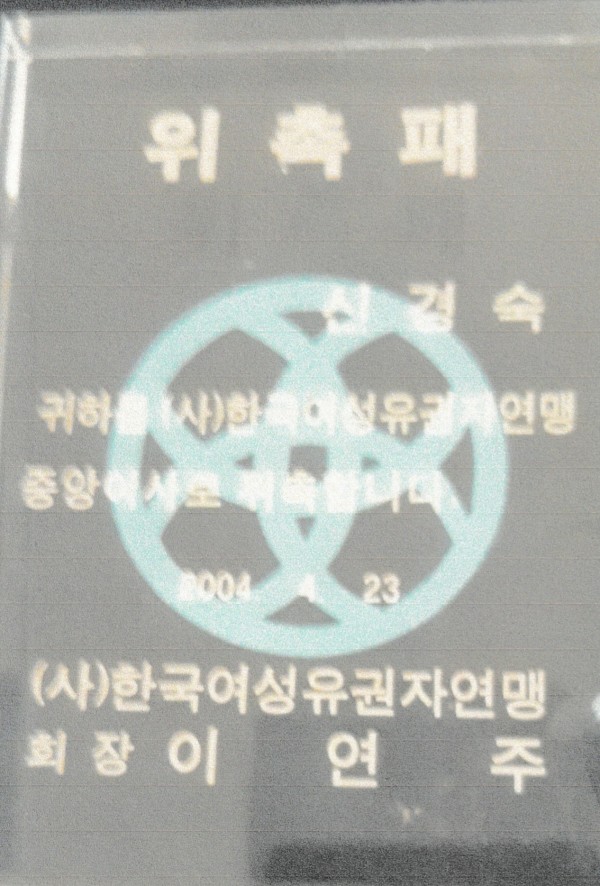 위 촉 패
신 경 숙
귀하를 (사)한국여성유권자연맹
중앙이사로 위촉합니다.
2004 4 23
(사)한국여성유권자연맹
회 장 이 연 주